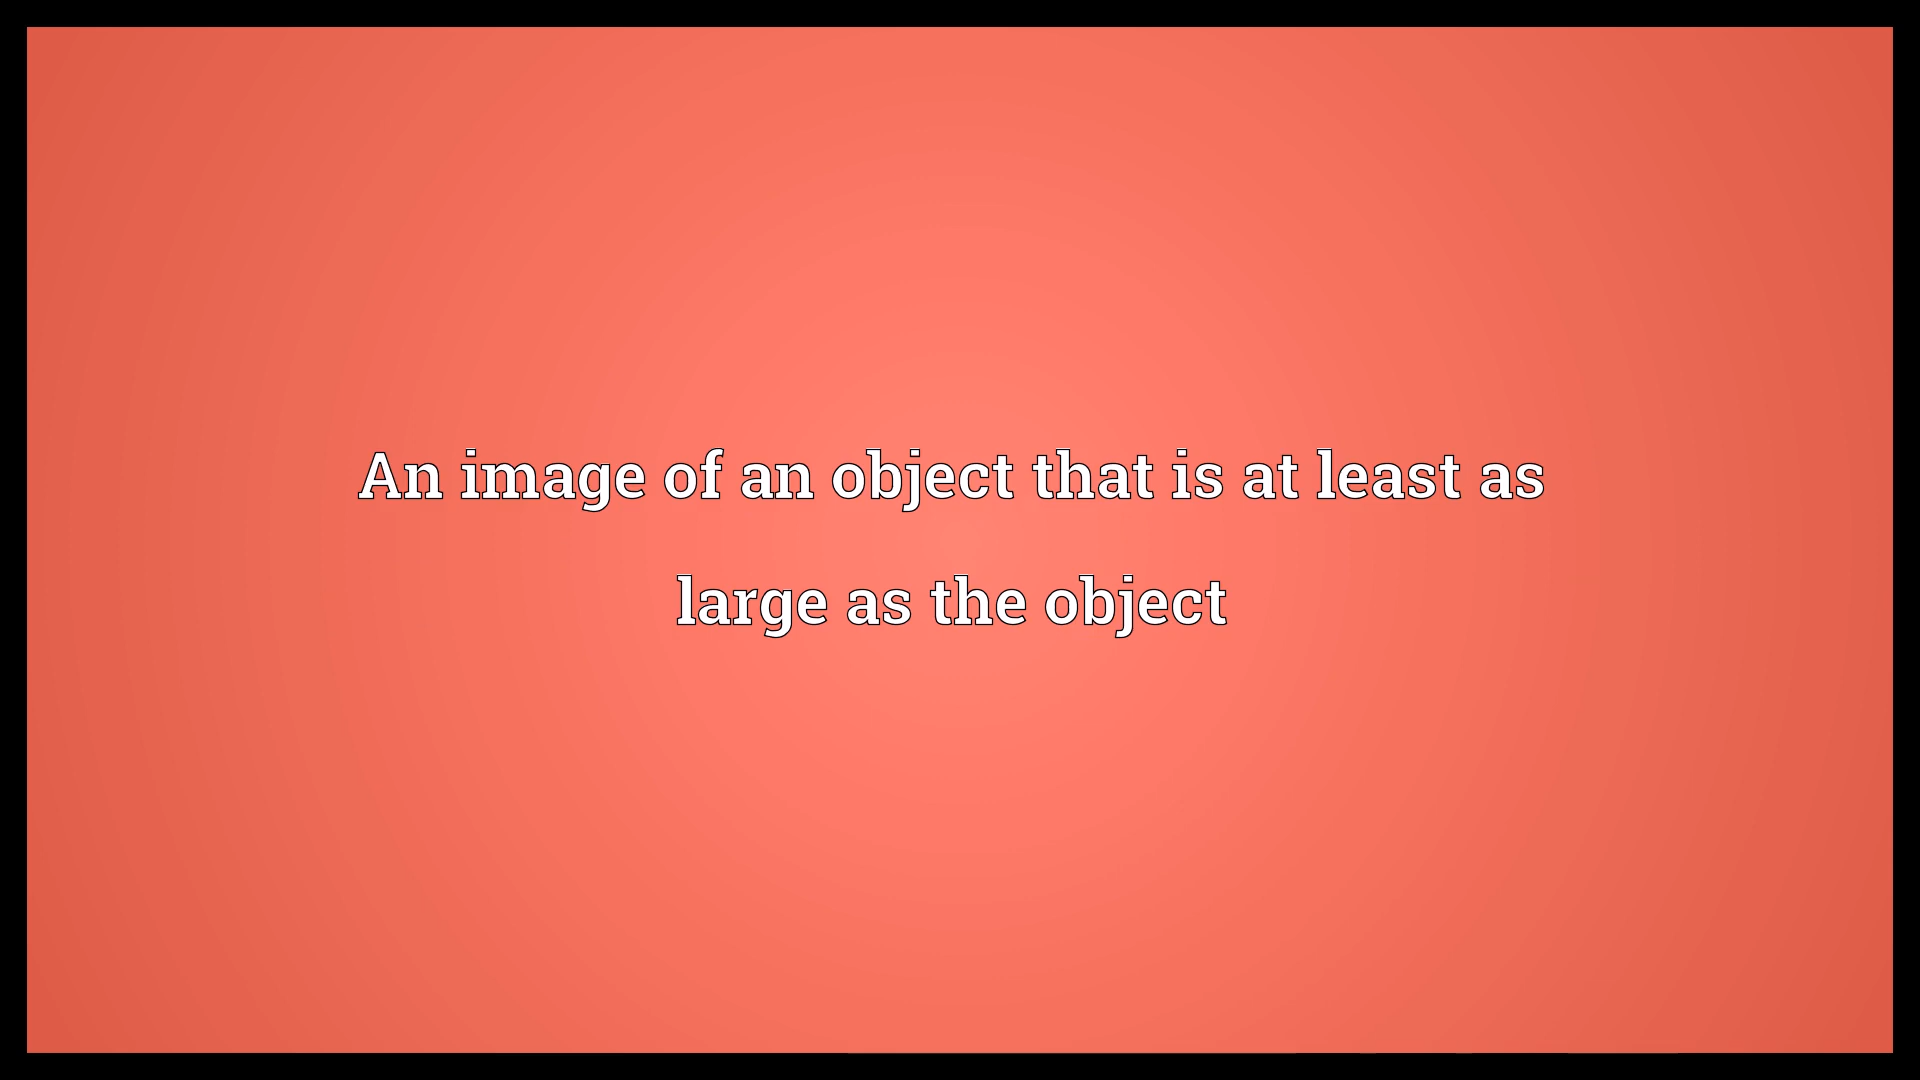 An image of an object that is at least as
large as the object